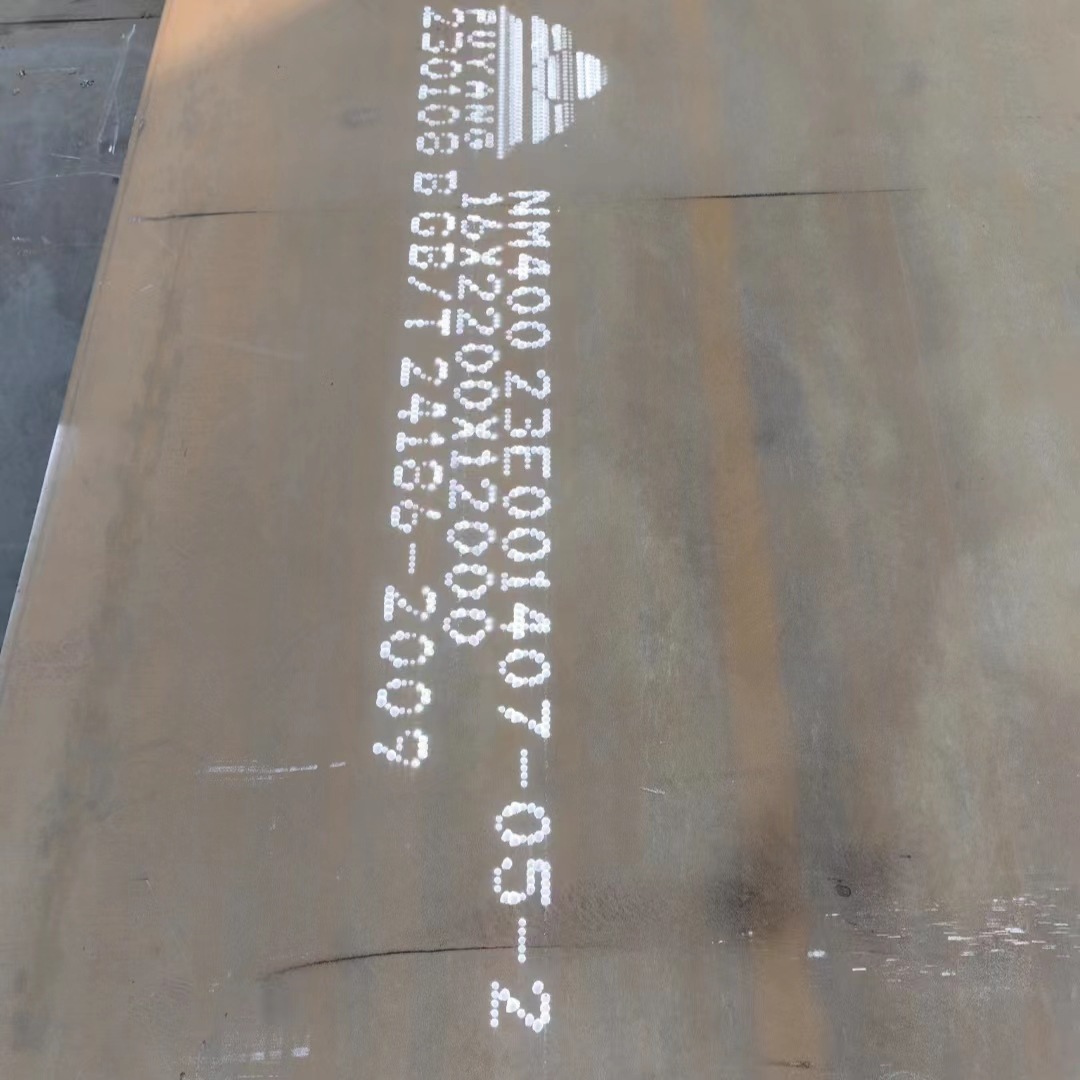 NM400 23E001407-05-2
FUYANG 16X2200X12000
230108 B GB/T 24186-2009